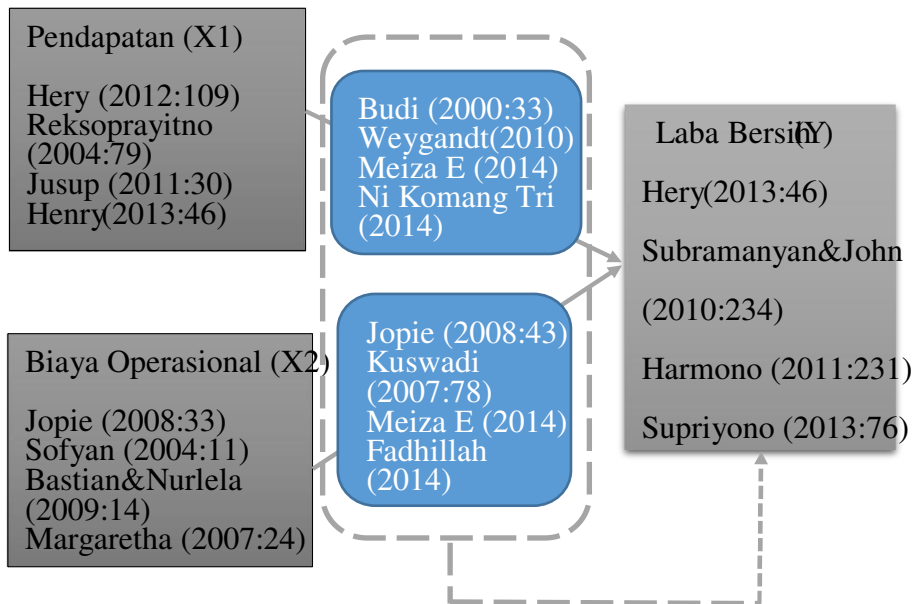 Pendapatan (X1)
Hery (2012:109)
Reksoprayitno
(2004:79)
Jusup (2011:30)
Henry(2013:46)
Budi (2000:33)
Weygandt(2010)
Meiza E (2014)
Ni Komang Tri
(2014)
Biaya Operasional (X2)
Jopie (2008:33)
Sofyan (2004:11)
Bastian&Nurlela
(2009:14)
Margaretha (2007:24)
Jopie (2008:43)
Kuswadi
(2007:78)
Meiza E (2014)
Fadhillah
(2014)
Laba Bersih(Y)
Hery(2013:46)
Subramanyan&John
(2010:234)
Harmono (2011:231)
Supriyono (2013:76)